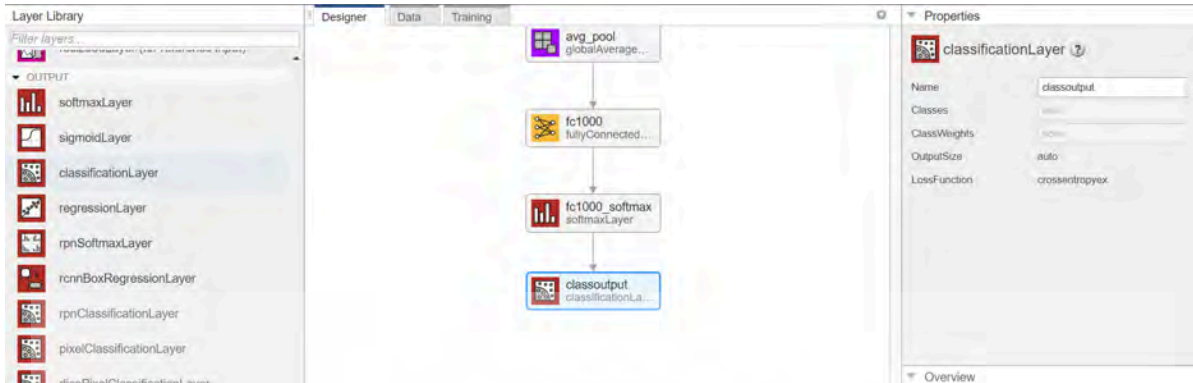 Layer Library
Filter layers...
OUTPUT
softmaxLayer
sigmoidLayer
classificationLayer
regressionLayer
rpnSoftmaxLayer
rcnnBoxRegressionLayer
rpnClassificationLayer
pixelClassificationLayer
Designer
Data
Training
avg_pool
globalAverage...
fc1000
fullyConnected...
fc1000_softmax
softmaxLayer
classoutput
classificationLa...
Properties
classificationLayer
?
Name
classoutput
Classes
ClassWeights
OutputSize
auto
LossFunction
crossentropyex
Overview